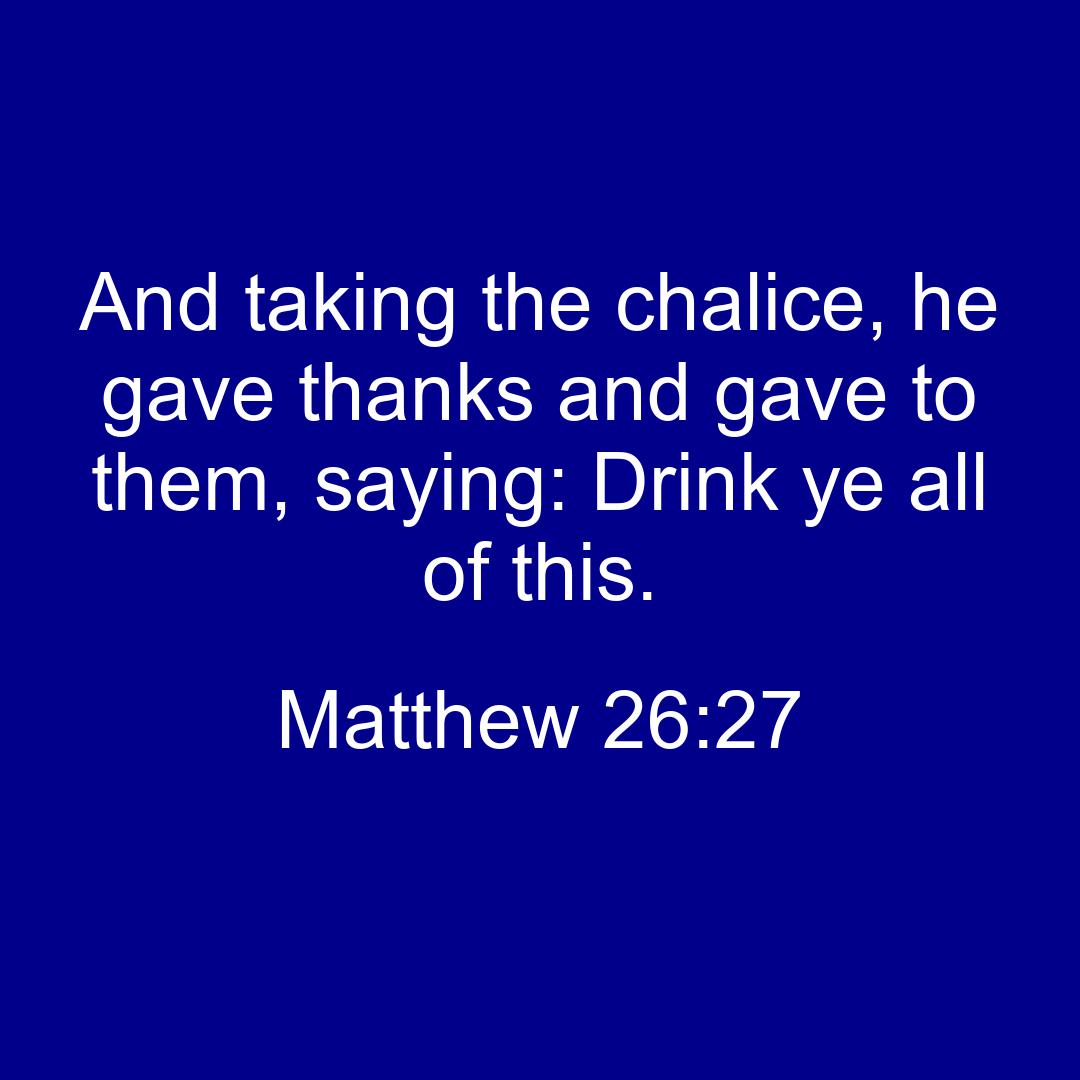 And taking the chalice, he
gave thanks and gave to
them, saying: Drink ye all
of this.
Matthew 26:27